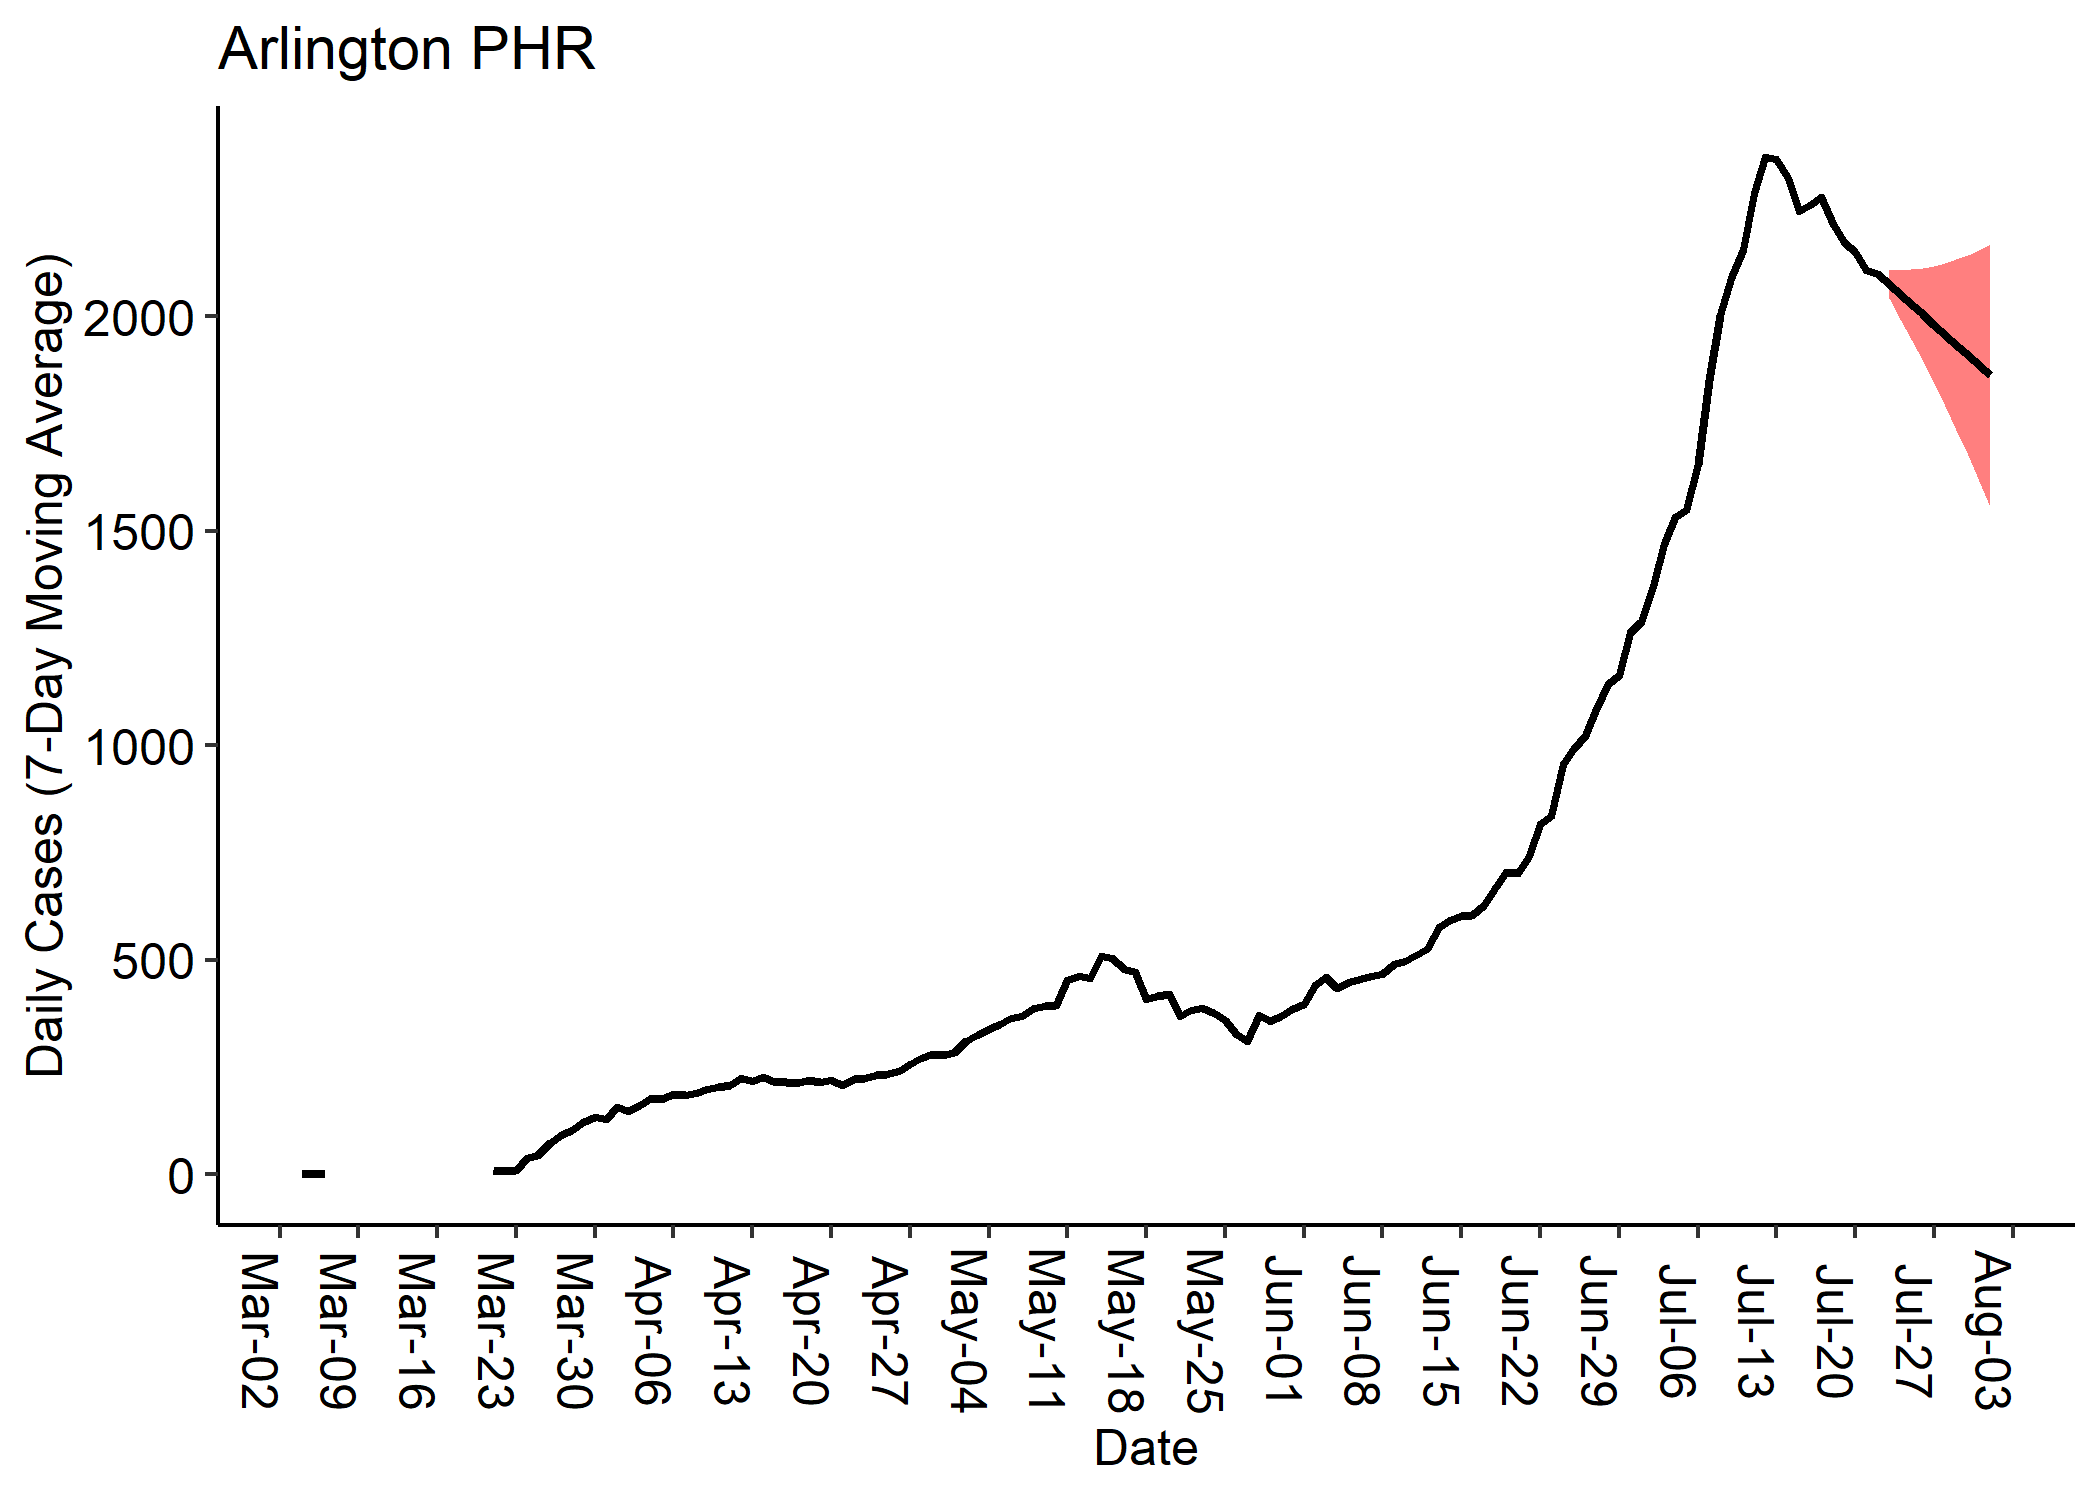 Arlington PHR
Daily Cases (7-Day Moving Average)
2000
1500
1000
500
0
Mar-02
Mar-09
Mar-16
Mar-23
Mar-30
Apr-06
Apr-13
Apr-20
Apr-27
May-04
May-11
May-18
May-25
Jun-01
Jun-08
Jun-15
Jun-22
Jun-29
Jul-06
Jul-13
Jul-20
Jul-27
Aug-03
Date